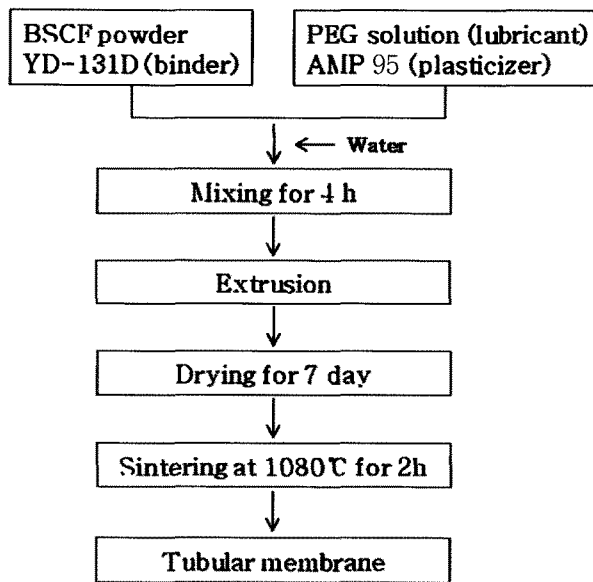 BSCF powder
YD-131D (binder)
PEG solution (lubricant)
AMP 95 (plasticizer)
Water
Mixing for 4 h
Extrusion
Drying for 7 day
Sintering at 1080℃ for 2h
Tubular membrane